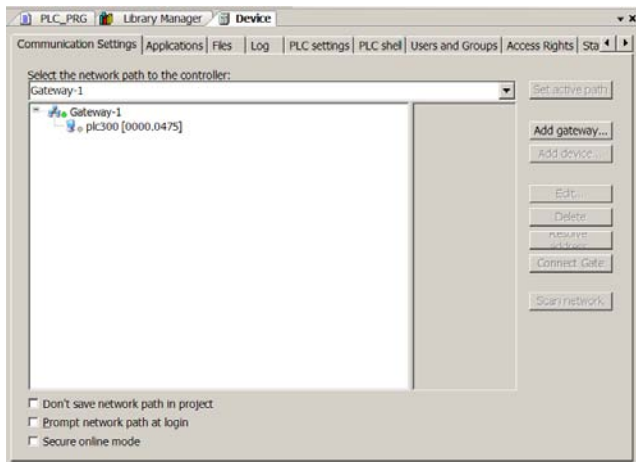 PLC_PRG Library Manager Device
Communication Settings Applications Files Log PLC settings PLC shell Users and Groups Access Rights Sta
Select the network path to the controller:
Gateway-1
Set active path
Gateway-1
plc300 [0000.0475]
Add gateway...
Add device...
Edit...
Delete
Resolve address
Connect Gate
Scan network
Don't save network path in project
Prompt network path at login
Secure online mode